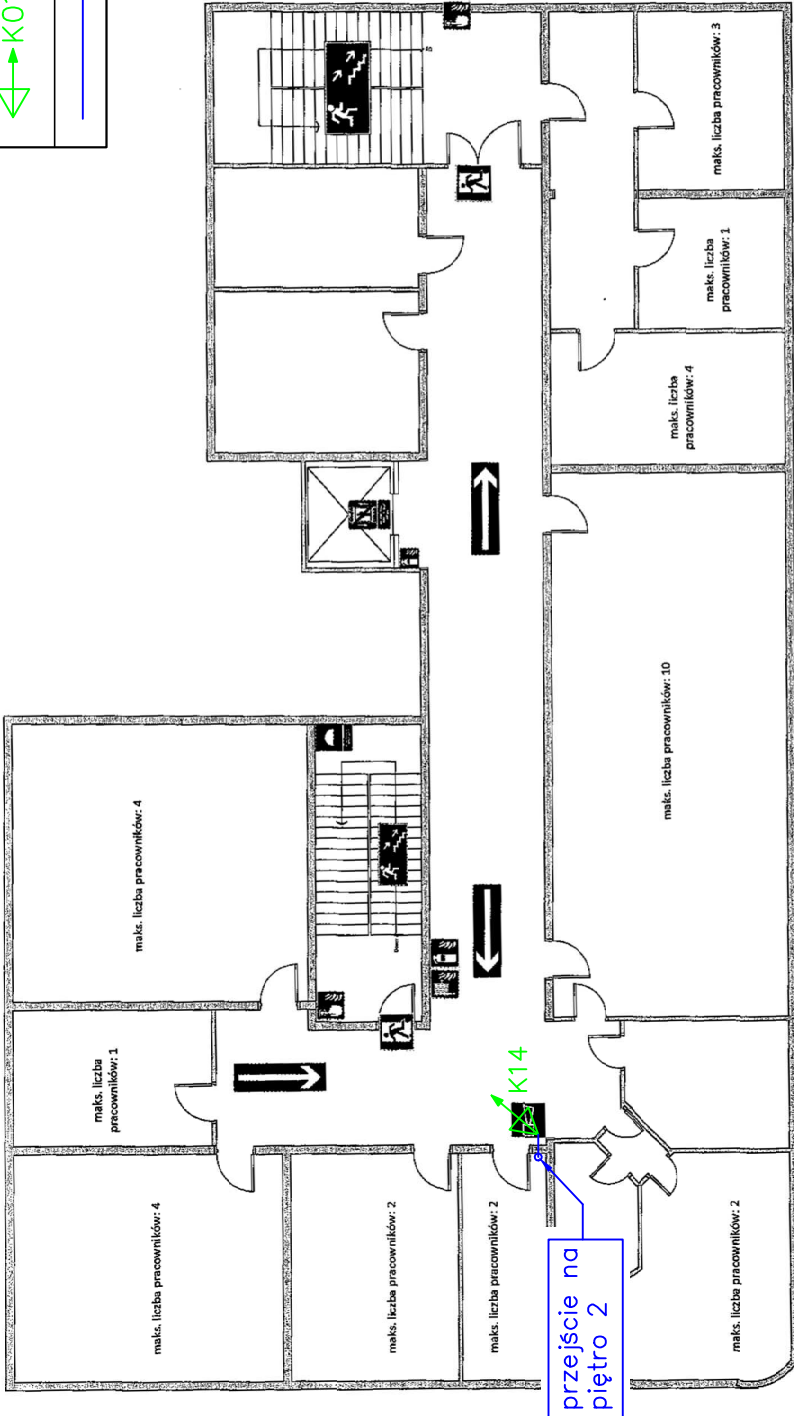 K01
maks. liczba pracowników: 3
maks. liczba
pracowników: 1
maks. liczba
pracowników: 4
maks. liczba pracowników: 10
maks. liczba pracowników: 4
maks. liczba
pracowników: 1
K14
maks. liczba pracowników: 4
maks. liczba pracowników: 2
maks. liczba pracowników: 2
przejście na
piętro 2
maks. liczba pracowników: 2